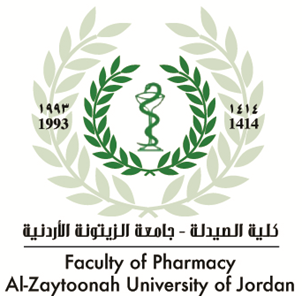 ١٩٩٣ ١٤١٤
1993 1414
كلية الصيدلة - جامعة الزيتونة الأردنية
Faculty of Pharmacy
Al-Zaytoonah University of Jordan